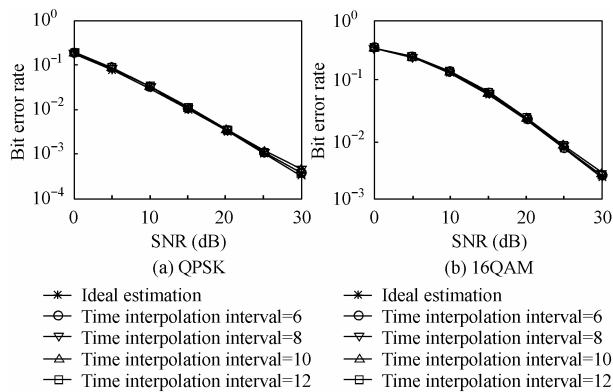 10^0
10^-1
10^-2
10^-3
10^-4
Bit error rate
0
10
20
30
SNR (dB)
(a) QPSK
10^0
10^-1
10^-2
10^-3
Bit error rate
0
10
20
30
SNR (dB)
(b) 16QAM
Ideal estimation
Time interpolation interval=6
Time interpolation interval=8
Time interpolation interval=10
Time interpolation interval=12
Ideal estimation
Time interpolation interval=6
Time interpolation interval=8
Time interpolation interval=10
Time interpolation interval=12